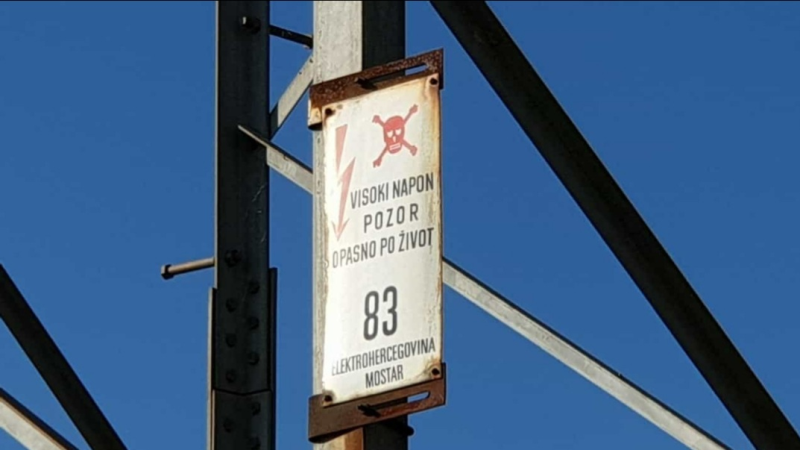 VISOKI NAPON
POZOR
OPASNO PO ŽIVOT
83
ELEKTROHERCEGOVINA
MOSTAR